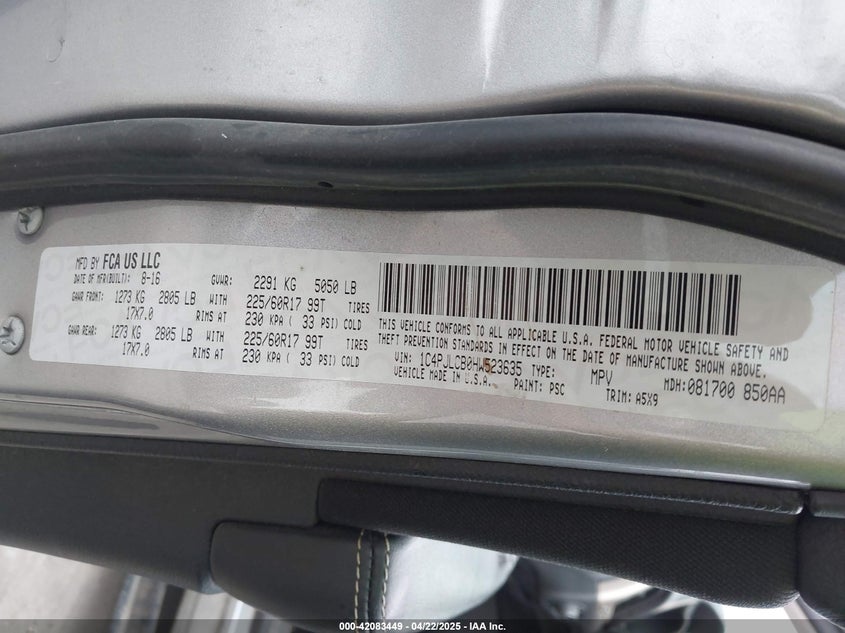 MFD BY FCA US LLC
DATE OF MFR(BUILT): 8-16 GVWR: 2291 KG 5050 LB
GAWR FRONT: 1273 KG 2805 LB WITH 225/60R17 99T TIRES
17X7.0 RIMS AT 230 KPA ( 33 PSI) COLD
GAWR REAR: 1273 KG 2805 LB WITH 225/60R17 99T TIRES
17X7.0 RIMS AT 230 KPA ( 33 PSI) COLD
THIS VEHICLE CONFORMS TO ALL APPLICABLE U.S.A. FEDERAL MOTOR VEHICLE SAFETY AND
THEFT PREVENTION STANDARDS IN EFFECT ON THE DATE OF MANUFACTURE SHOWN ABOVE.
VIN: 1C4PJLCB0HW523635 TYPE: MPV MDH: 081700 850AA
VEHICLE MADE IN U.S.A. PAINT: PSC TRIM: A5X9
000-42083449 - 04/22/2025 - IAA Inc.